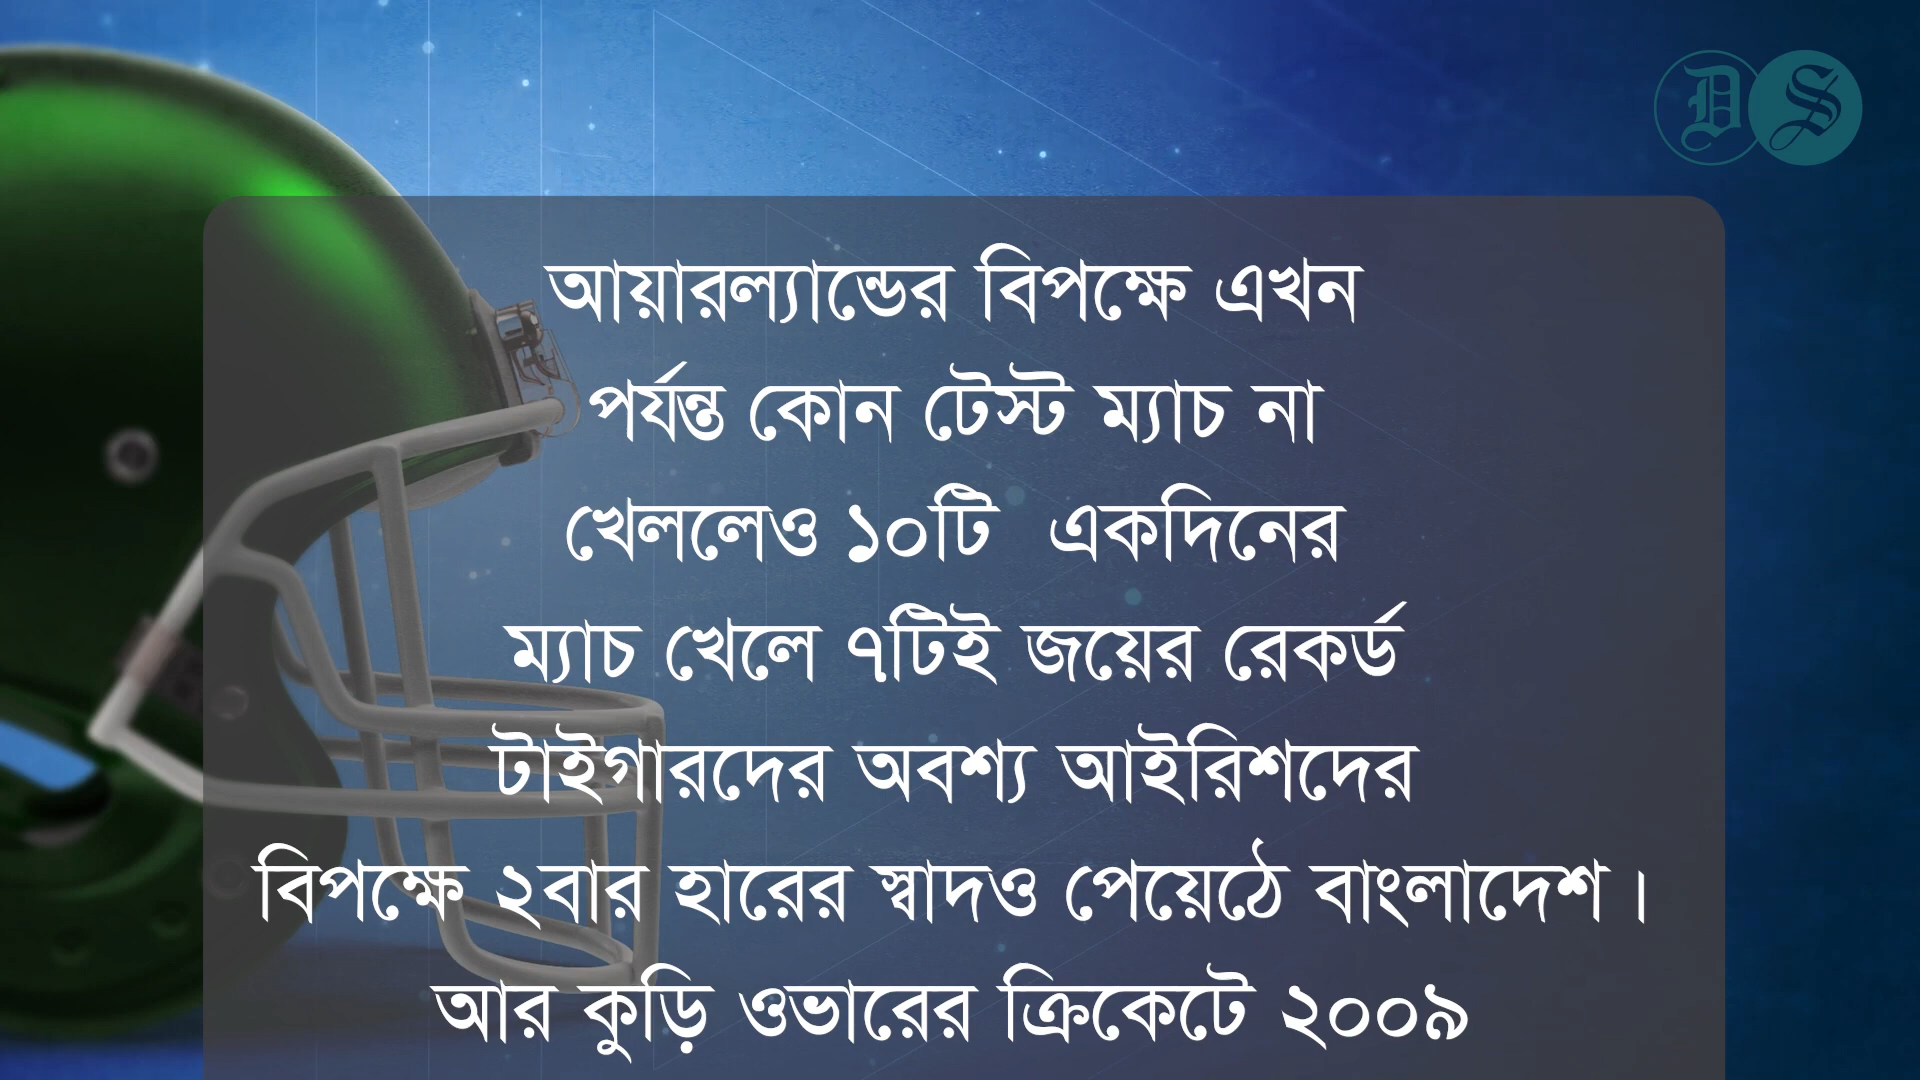 DS
আয়ারল্যান্ডের বিপক্ষে এখন
পর্যন্ত কোন টেস্ট ম্যাচ না
খেললেও ১০টি একদিনের
ম্যাচ খেলে ৭টিই জয়ের রেকর্ড
টাইগারদের অবশ্য আইরিশদের
বিপক্ষে ২বার হারের স্বাদও পেয়েঠে বাংলাদেশ।
আর কুড়ি ওভারের ক্রিকেটে ২০০৯